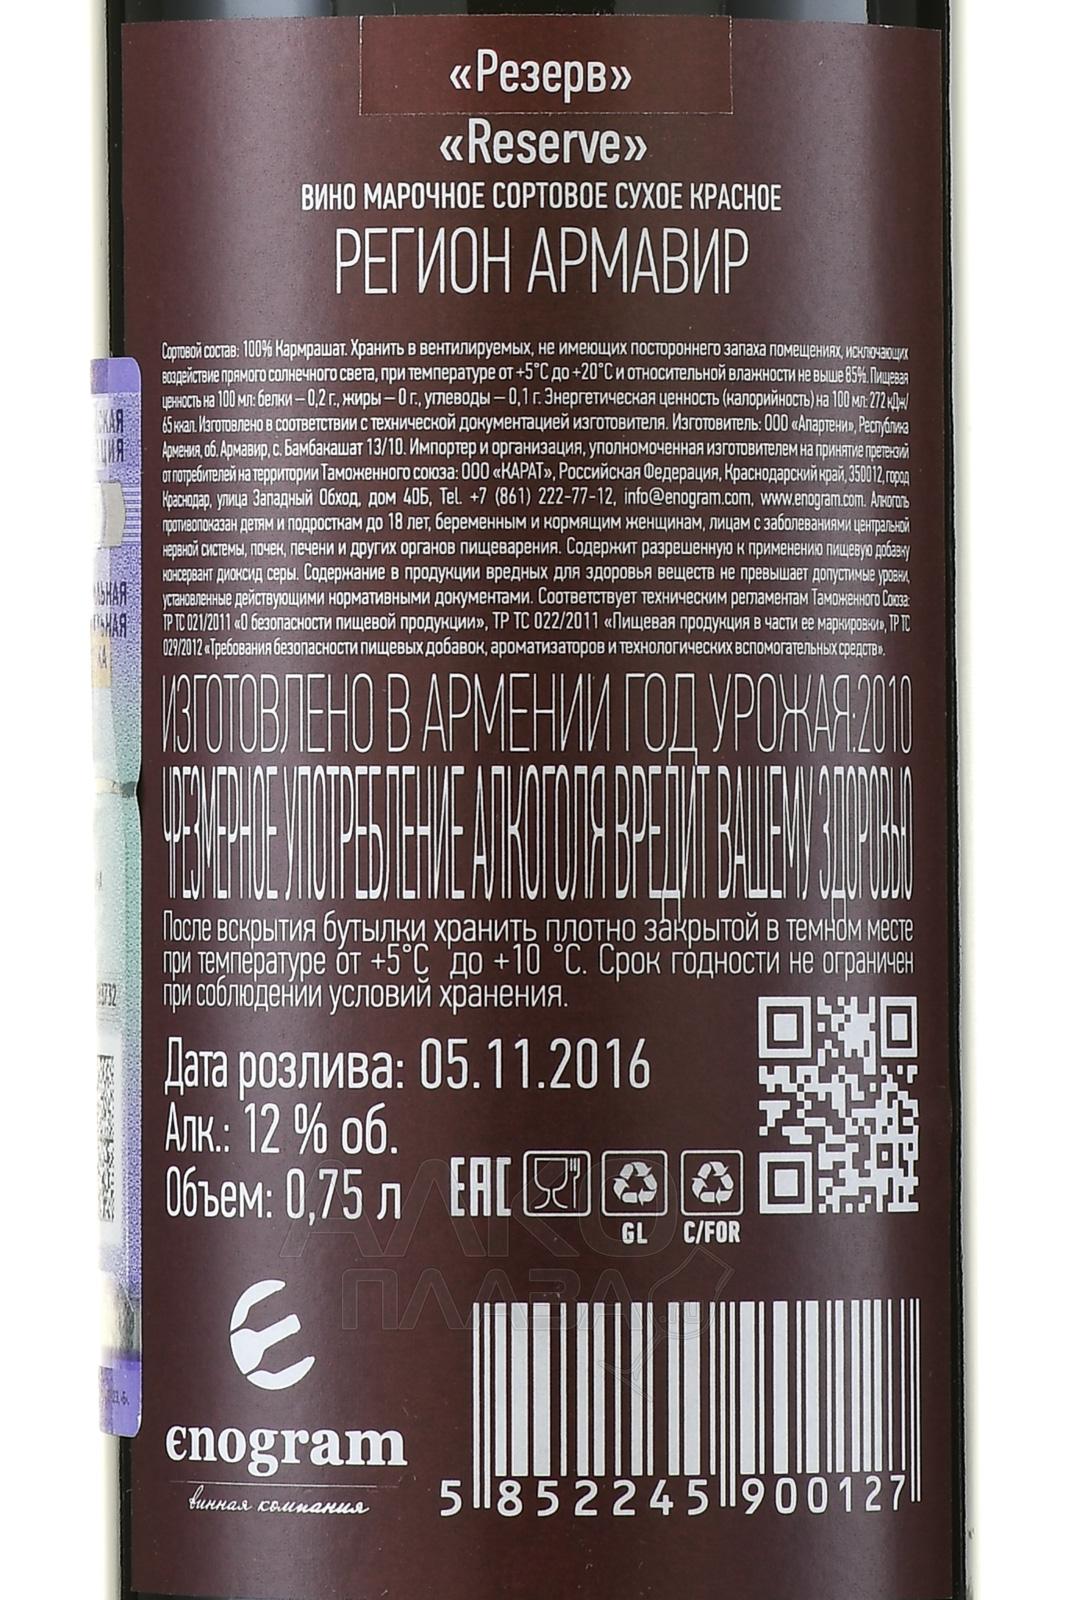 «Резерв»
«Reserve»
ВИНО МАРОЧНОЕ СОРТОВОЕ СУХОЕ КРАСНОЕ
РЕГИОН АРМАВИР
Сортовой состав: 100% Кармрашат. Хранить в вентилируемых, не имеющих постороннего запаха помещениях, исключающих
воздействие прямого солнечного света, при температуре от +5°С до +20°С и относительной влажности не выше 85%. Пищевая
ценность на 100 мл: белки – 0,2 г., жиры – 0 г., углеводы – 0,1 г. Энергетическая ценность (калорийность) на 100 мл: 272 кДж/
65 ккал. Изготовлено в соответствии с технической документацией изготовителя. Изготовитель: ООО «Апартени», Республика
Армения, об. Армавир, с. Бамбакашат 13/10. Импортер и организация, уполномоченная изготовителем на принятие претензий
от потребителей на территории Таможенного союза: ООО «КАРАТ», Российская Федерация, Краснодарский край, 350012, город
Краснодар, улица Западный Обход, дом 40Б, Tel. +7 (861) 222-77-12, info@enogram.com, www.enogram.com. Алкоголь
противопоказан детям и подросткам до 18 лет, беременным и кормящим женщинам, лицам с заболеваниями центральной
нервной системы, почек, печени и других органов пищеварения. Содержит разрешенную к применению пищевую добавку
консервант диоксид серы. Содержание в продукции вредных для здоровья веществ не превышает допустимые уровни,
установленные действующими нормативными документами. Соответствует техническим регламентам Таможенного Союза:
ТР ТС 021/2011 «О безопасности пищевой продукции», ТР ТС 022/2011 «Пищевая продукция в части ее маркировки», ТР ТС
029/2012 «Требования безопасности пищевых добавок, ароматизаторов и технологических вспомогательных средств».
ИЗГОТОВЛЕНО В АРМЕНИИ ГОД УРОЖАЯ:2010
ЧРЕЗМЕРНОЕ УПОТРЕБЛЕНИЕ АЛКОГОЛЯ ВРЕДИТ ВАШЕМУ ЗДОРОВЬЮ
После вскрытия бутылки хранить плотно закрытой в темном месте
при температуре от +5°С до +10 °С. Срок годности не ограничен
при соблюдении условий хранения.
Дата розлива: 05.11.2016
Алк.: 12 % об.
Объем: 0,75 л
EAC
GL
C/FOR
АЛКО
ПЛАЗА
єnogram
винная компания
5 852245 900127